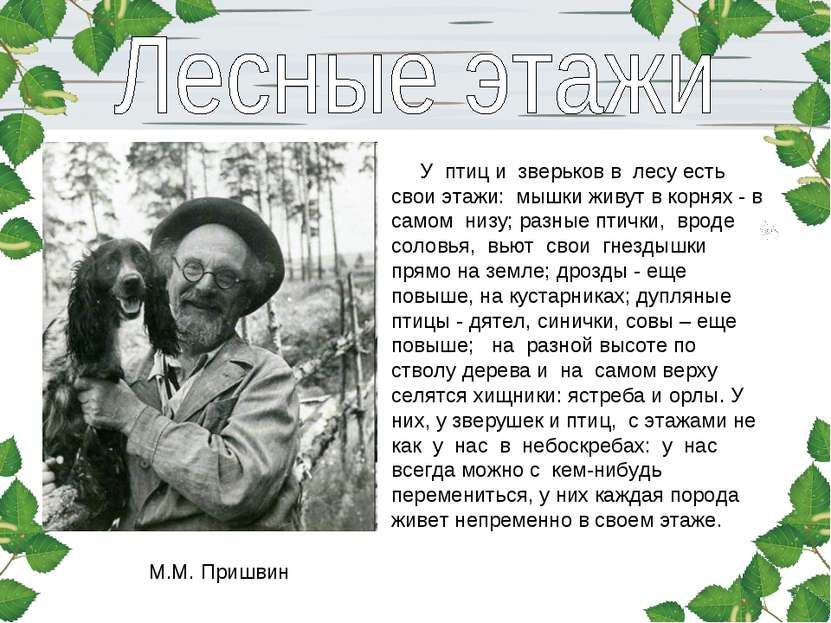 Лесные этажи
У птиц и зверьков в лесу есть
свои этажи: мышки живут в корнях - в
самом низу; разные птички, вроде
соловья, вьют свои гнездышки
прямо на земле; дрозды - еще
повыше, на кустарниках; дупляные
птицы - дятел, синички, совы – еще
повыше; на разной высоте по
стволу дерева и на самом верху
селятся хищники: ястреба и орлы. У
них, у зверушек и птиц, с этажами не
как у нас в небоскребах: у нас
всегда можно с кем-нибудь
перемениться, у них каждая порода
живет непременно в своем этаже.
М.М. Пришвин